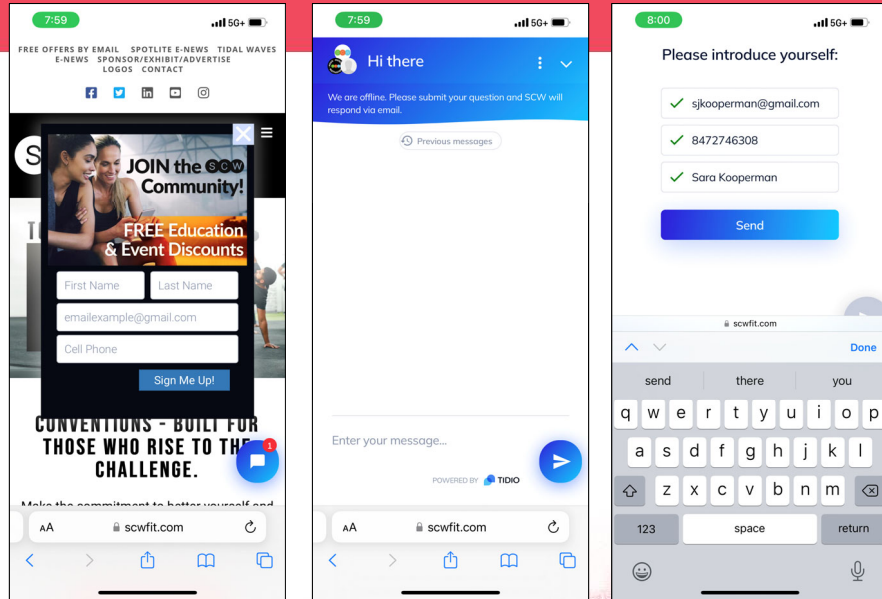 7:59
5G+
FREE OFFERS BY EMAIL SPOTLITE E-NEWS TIDAL WAVES
E-NEWS SPONSOR/EXHIBIT/ADVERTISE
LOGOS CONTACT
S
JOIN the SCW
Community!
FREE Education
& Event Discounts
First Name Last Name
emailexample@gmail.com
Cell Phone
Sign Me Up!
CONVENTIONS - BUILT FOR
THOSE WHO RISE TO THE
CHALLENGE.
1
Make the commitment to better yourself and
AA scwfit.com
7:59
5G+
Hi there
We are offline. Please submit your question and SCW will
respond via email.
Previous messages
Enter your message...
POWERED BY TIDIO
AA scwfit.com
8:00
5G+
Please introduce yourself:
sjkooperman@gmail.com
8472746308
Sara Kooperman
Send
scwfit.com
Done
send there you
q w e r t y u i o p
a s d f g h j k l
z x c v b n m
123 space return